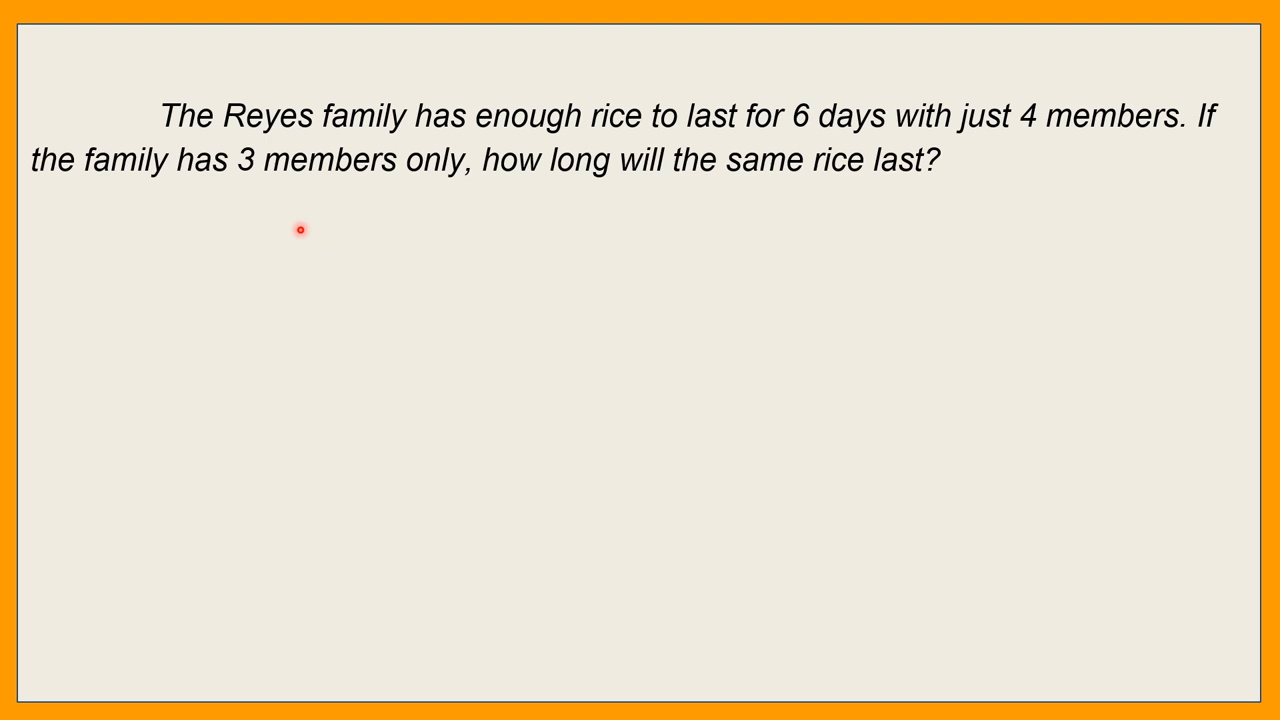 The Reyes family has enough rice to last for 6 days with just 4 members. If
the family has 3 members only, how long will the same rice last?